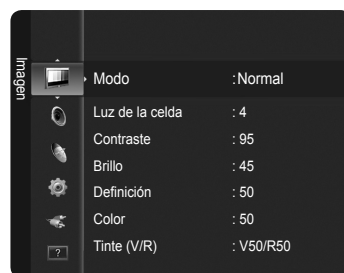 Imagen
Modo :Normal
Luz de la celda : 4
Contraste : 95
Brillo : 45
Definición : 50
Color : 50
Tinte (V/R) : V50/R50
?